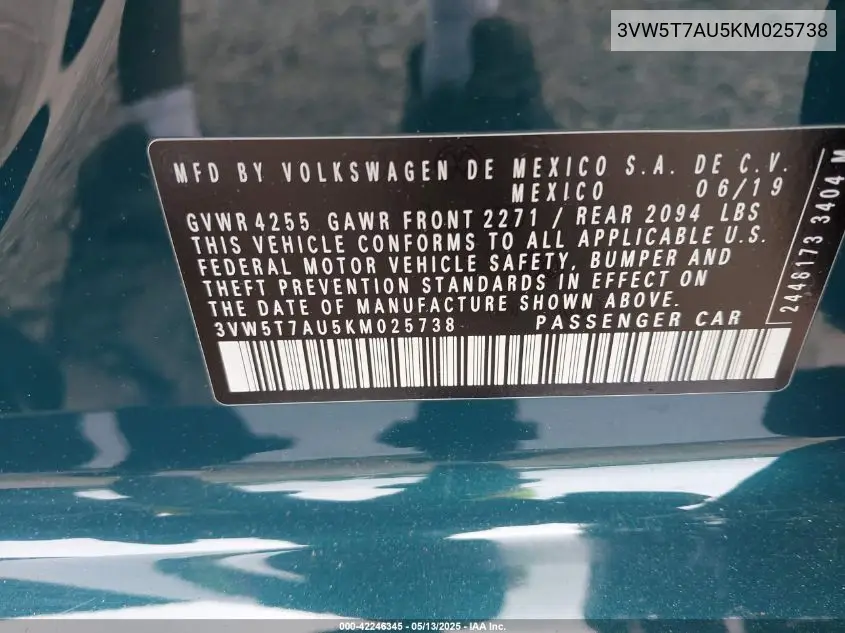 3VW5T7AU5KM025738
MFD BY VOLKSWAGEN DE MEXICO S.A. DE C.V.
MEXICO 06/19
GVWR 4255 GAWR FRONT 2271 / REAR 2094 LBS
THIS VEHICLE CONFORMS TO ALL APPLICABLE U.S.
FEDERAL MOTOR VEHICLE SAFETY, BUMPER AND
THEFT PREVENTION STANDARDS IN EFFECT ON
THE DATE OF MANUFACTURE SHOWN ABOVE.
3VW5T7AU5KM025738 PASSENGER CAR
2446173 3404 M
000-42246345 - 05/13/2025 - IAA Inc.